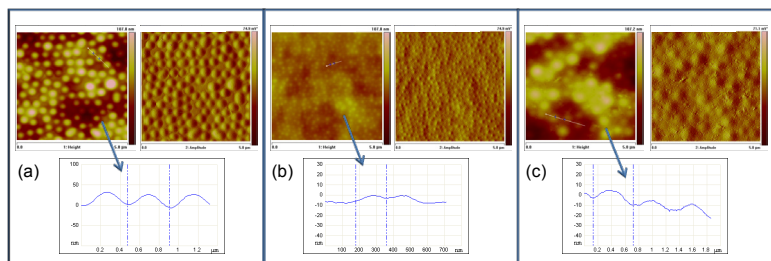 107.0 nm
74.9 mV
0.0 1: Height 5.0 µm
0.0 2: Amplitude 5.0 µm
(a)
100
50
0
-50
nm
0.2 0.4 0.6 0.8 1 1.2 µm
107.0 nm
74.9 mV
0.0 1: Height 5.0 µm
0.0 2: Amplitude 5.0 µm
(b)
30
20
10
0
-10
-20
-30
nm
100 200 300 400 500 600 700 nm
107.2 nm
75.1 mV
0.0 1: Height 5.0 µm
0.0 2: Amplitude 5.0 µm
(c)
30
20
10
0
-10
-20
-30
nm
0.2 0.4 0.6 0.8 1 1.2 1.4 1.6 1.8 µm